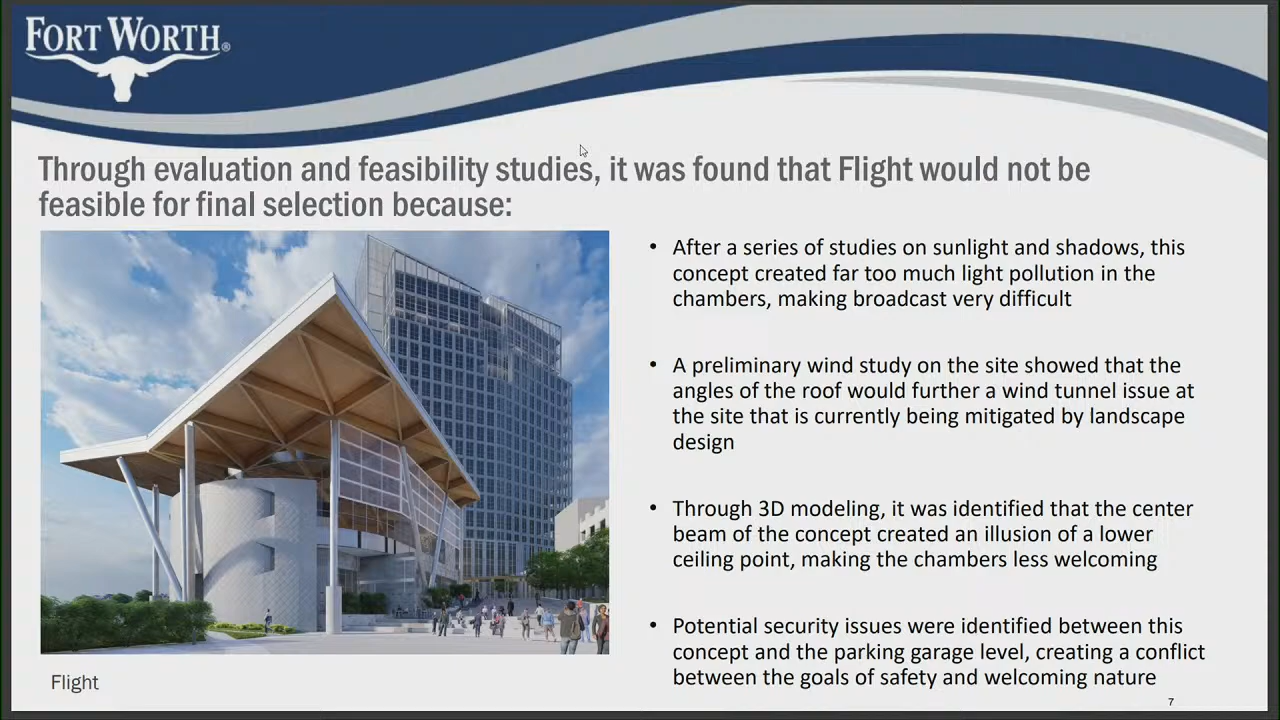 FORT WORTH®
Through evaluation and feasibility studies, it was found that Flight would not be
feasible for final selection because:
• After a series of studies on sunlight and shadows, this
concept created far too much light pollution in the
chambers, making broadcast very difficult
• A preliminary wind study on the site showed that the
angles of the roof would further a wind tunnel issue at
the site that is currently being mitigated by landscape
design
• Through 3D modeling, it was identified that the center
beam of the concept created an illusion of a lower
ceiling point, making the chambers less welcoming
• Potential security issues were identified between this
concept and the parking garage level, creating a conflict
between the goals of safety and welcoming nature
Flight
7